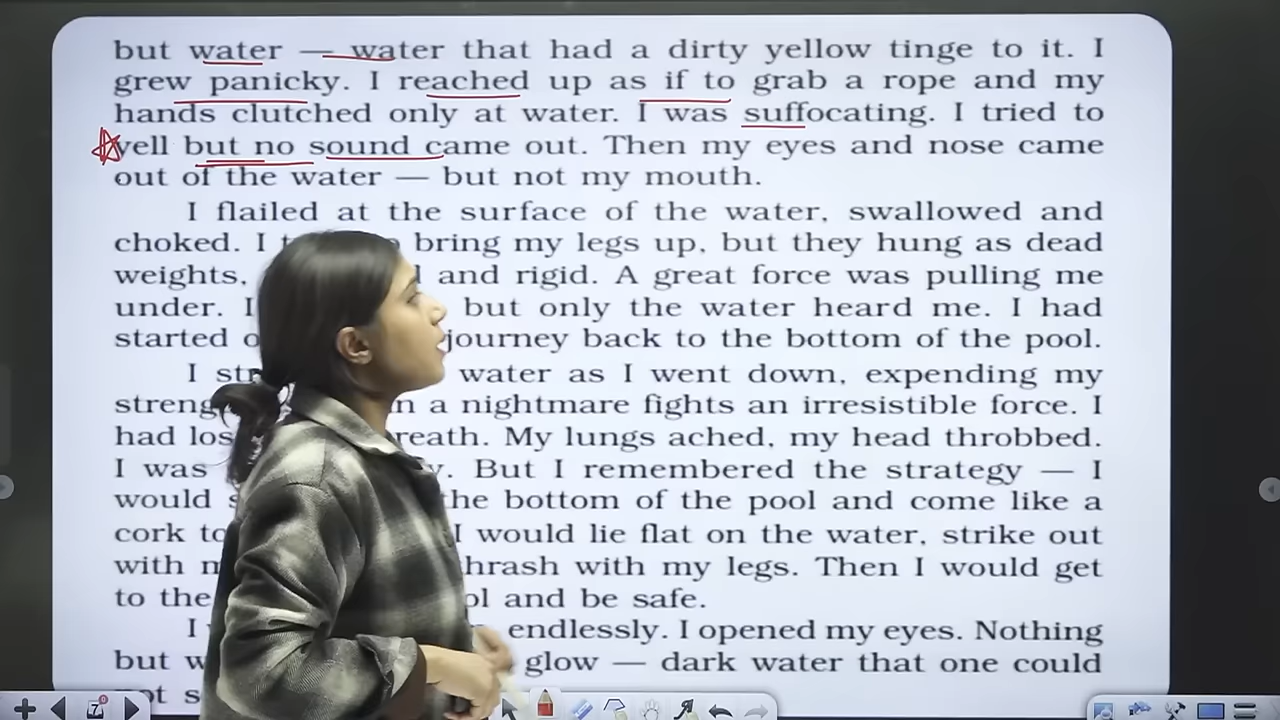 but water — water that had a dirty yellow tinge to it. I
grew panicky. I reached up as if to grab a rope and my
hands clutched only at water. I was suffocating. I tried to
yell but no sound came out. Then my eyes and nose came
out of the water — but not my mouth.
I flailed at the surface of the water, swallowed and
choked. I bring my legs up, but they hung as dead
weights, and rigid. A great force was pulling me
under. I but only the water heard me. I had
started journey back to the bottom of the pool.
I water as I went down, expending my
a nightmare fights an irresistible force. I
had My lungs ached, my head throbbed.
I was But I remembered the strategy — I
would the bottom of the pool and come like a
cork I would lie flat on the water, strike out
with with my legs. Then I would get
to the and be safe.
I endlessly. I opened my eyes. Nothing
but glow — dark water that one could